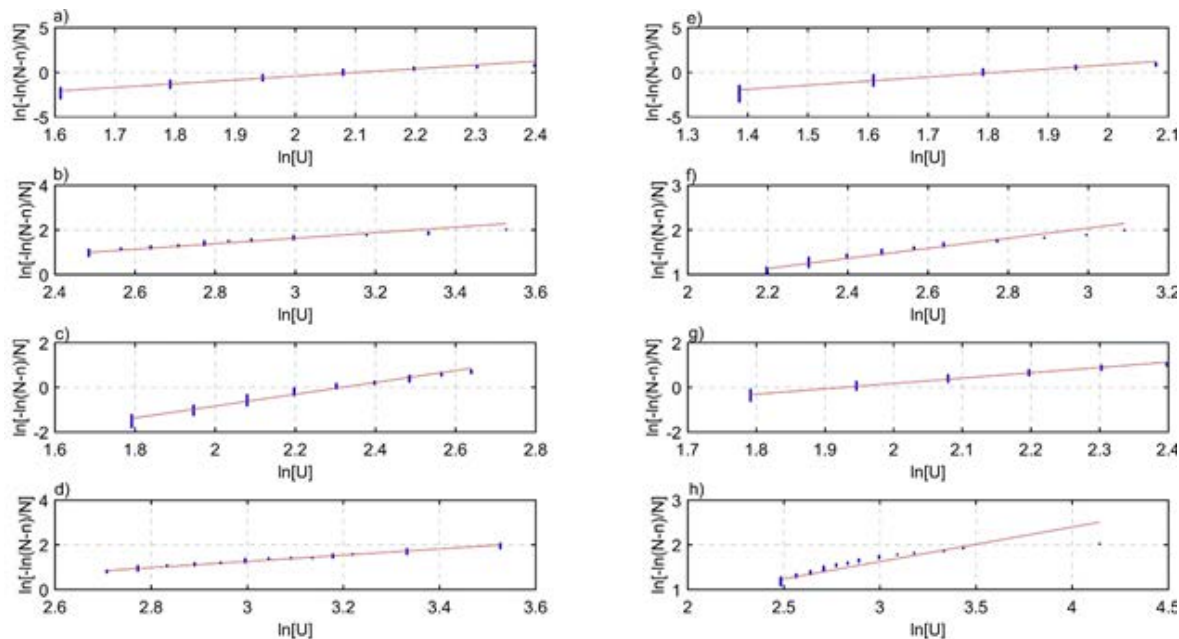 a)
ln[-ln(N-n)/N]
5
0
-5
1.6 1.7 1.8 1.9 2 2.1 2.2 2.3 2.4
ln[U]
b)
ln[-ln(N-n)/N]
4
2
0
2.4 2.6 2.8 3 3.2 3.4 3.6
ln[U]
c)
ln[-ln(N-n)/N]
2
0
-2
1.6 1.8 2 2.2 2.4 2.6 2.8
ln[U]
d)
ln[-ln(N-n)/N]
4
2
0
2.6 2.8 3 3.2 3.4 3.6
ln[U]
e)
ln[-ln(N-n)/N]
5
0
-5
1.3 1.4 1.5 1.6 1.7 1.8 1.9 2 2.1
ln[U]
f)
ln[-ln(N-n)/N]
3
2
1
2 2.2 2.4 2.6 2.8 3 3.2
ln[U]
g)
ln[-ln(N-n)/N]
2
0
-2
1.7 1.8 1.9 2 2.1 2.2 2.3 2.4
ln[U]
h)
ln[-ln(N-n)/N]
3
2
1
2 2.5 3 3.5 4 4.5
ln[U]